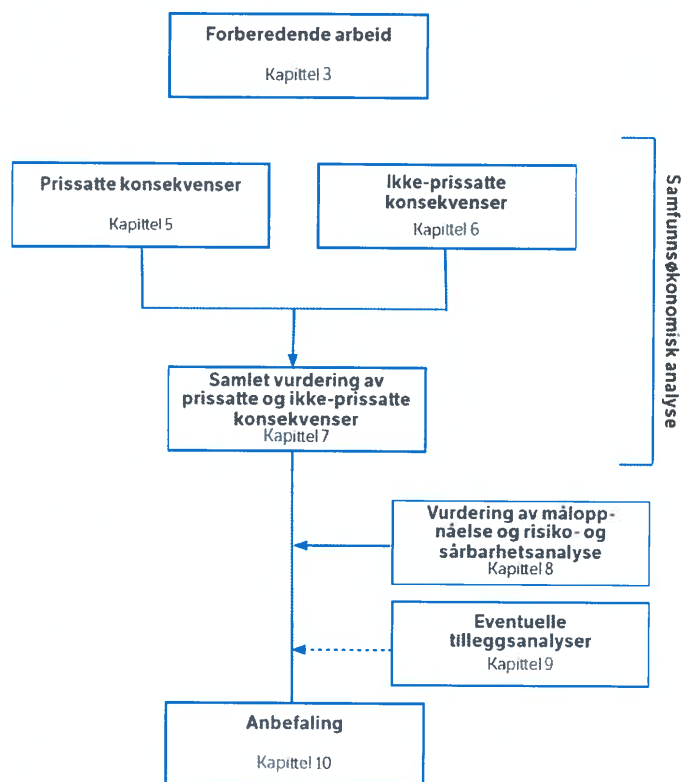 Forberedende arbeid
Kapittel 3
Prissatte konsekvenser
Kapittel 5
Ikke-prissatte
konsekvenser
Kapittel 6
Samfunnsøkonomisk analyse
Samlet vurdering av
prissatte og ikke-prissatte
konsekvenser
Kapittel 7
Vurdering av målopp-
nåelse og risiko- og
sårbarhetsanalyse
Kapittel 8
Eventuelle
tilleggsanalyser
Kapittel 9
Anbefaling
Kapittel 10